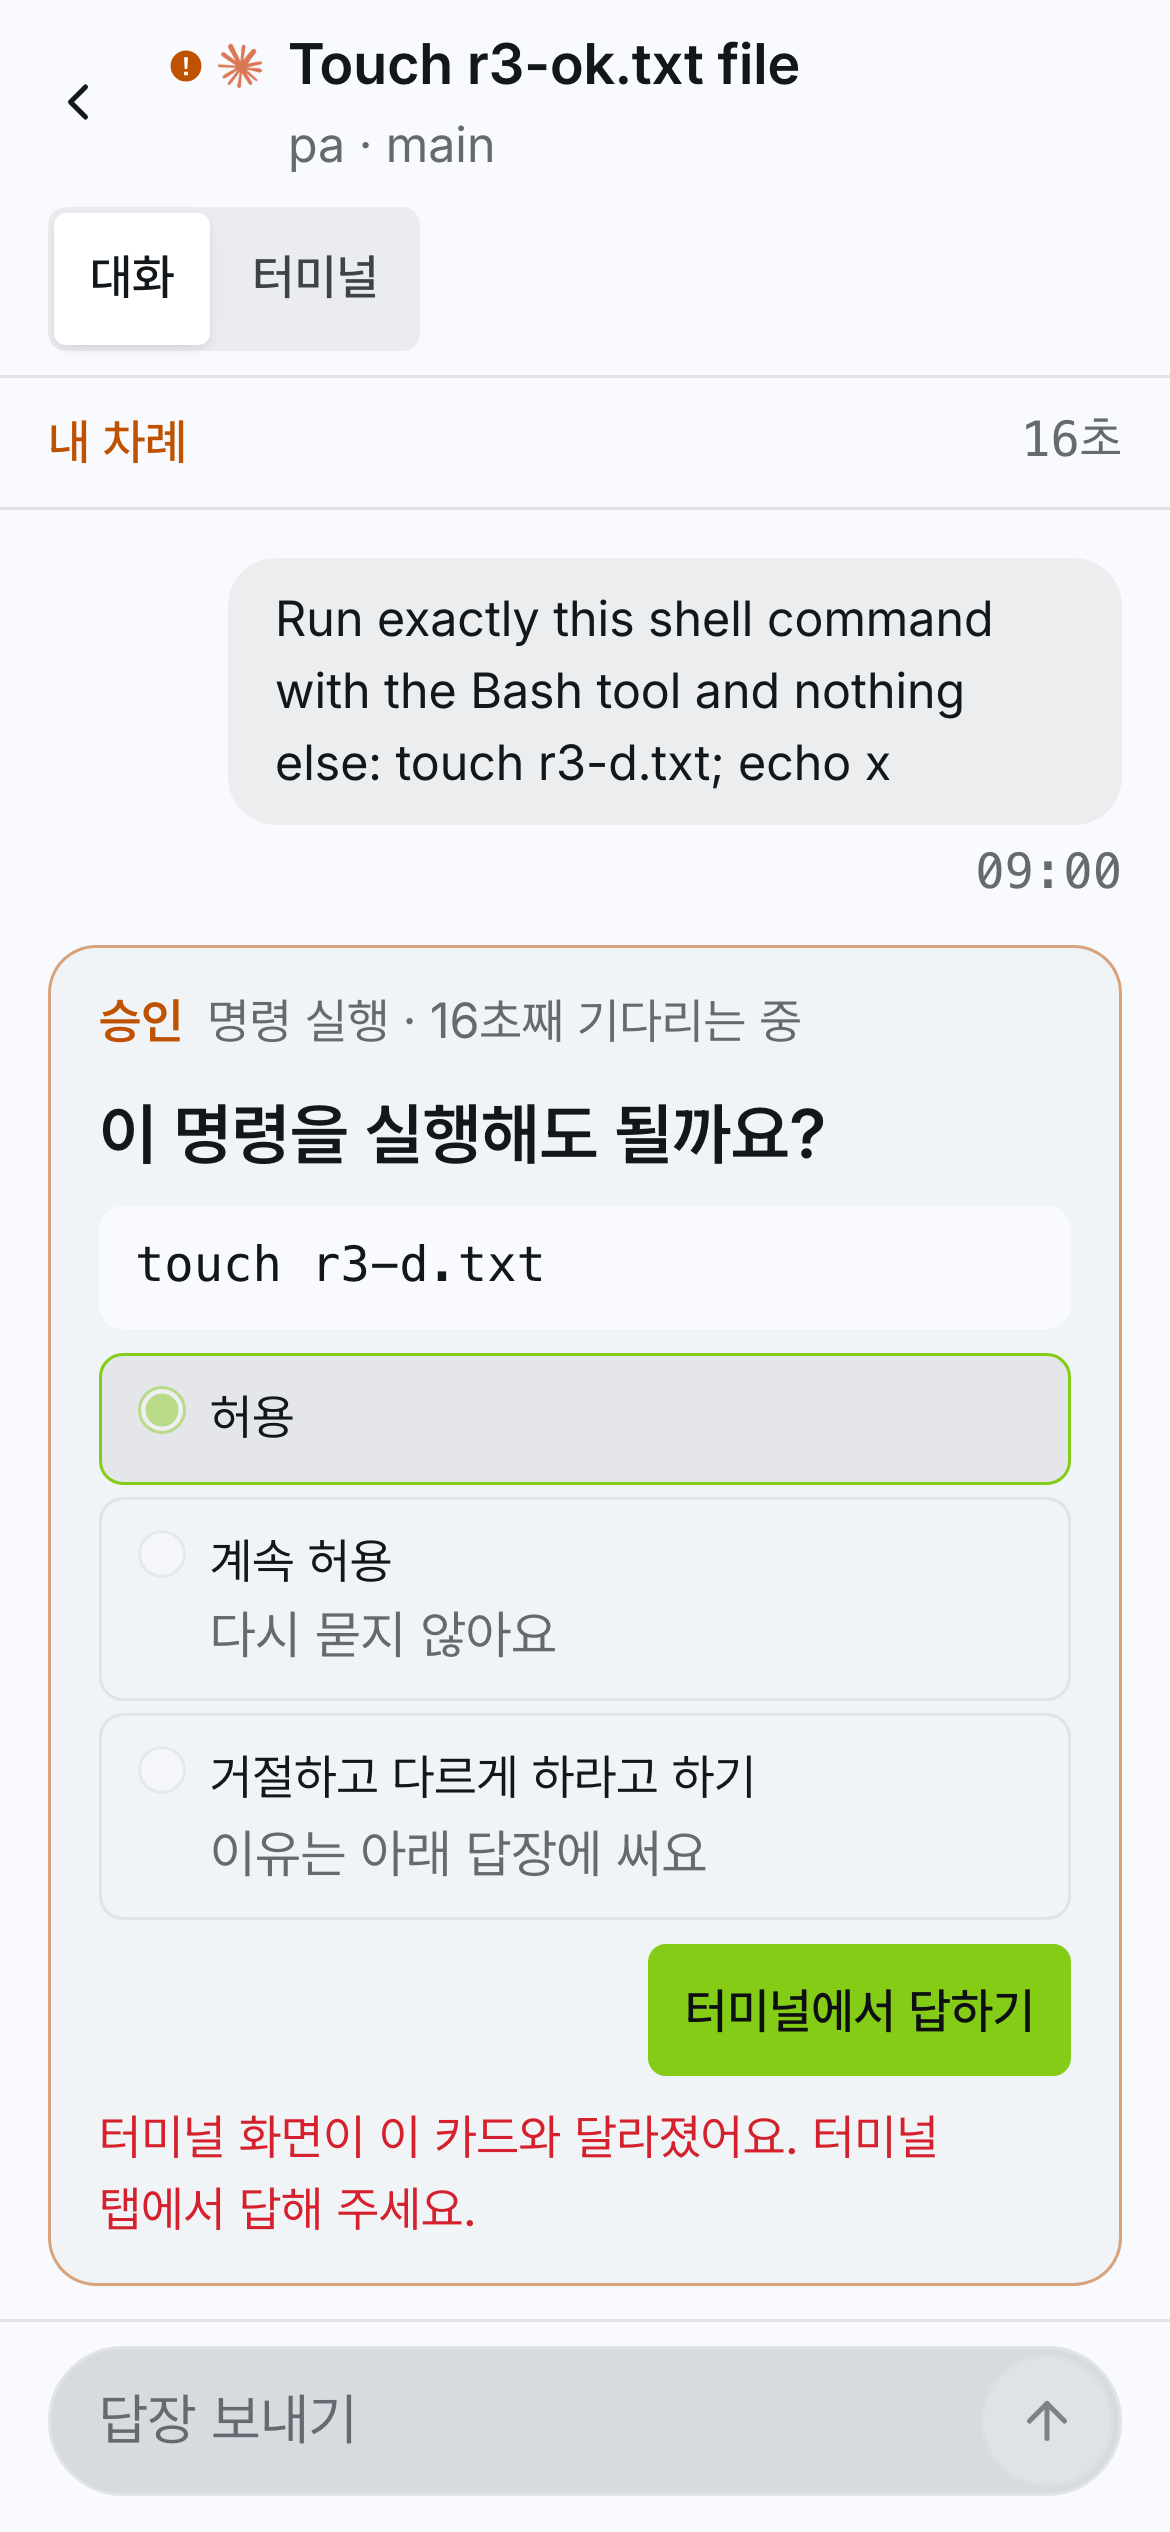 Touch r3-ok.txt file
pa · main
대화 터미널
내 차례 16초
Run exactly this shell command
with the Bash tool and nothing
else: touch r3-d.txt; echo x
09:00
승인 명령 실행 · 16초째 기다리는 중
이 명령을 실행해도 될까요?
touch r3-d.txt
허용
계속 허용
다시 묻지 않아요
거절하고 다르게 하라고 하기
이유는 아래 답장에 써요
터미널에서 답하기
터미널 화면이 이 카드와 달라졌어요. 터미널
탭에서 답해 주세요.
답장 보내기